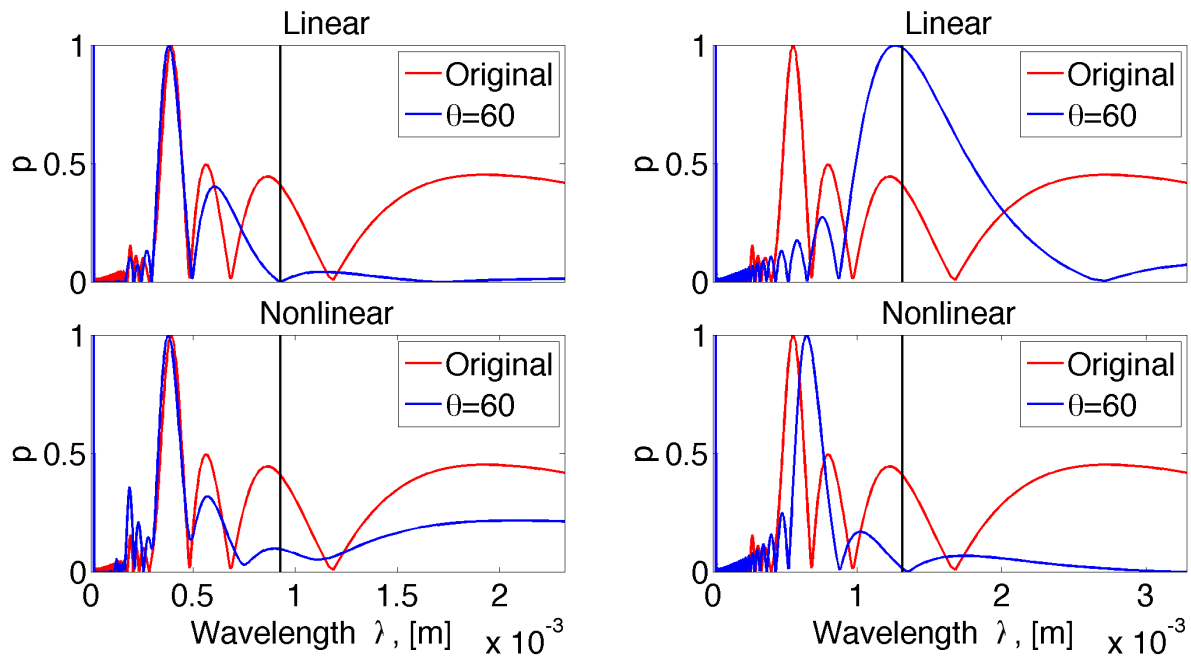 Linear
1
0.5
0
p
Original
θ=60
Linear
1
0.5
0
p
Original
θ=60
Nonlinear
1
0.5
0
p
Original
θ=60
0 0.5 1 1.5 2
Wavelength λ, [m]
x 10⁻³
Nonlinear
1
0.5
0
p
Original
θ=60
0 1 2 3
Wavelength λ, [m]
x 10⁻³